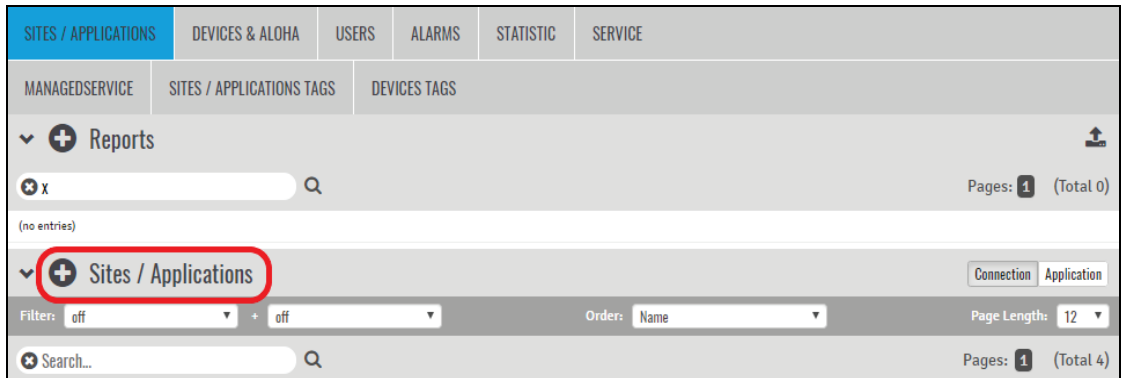 SITES / APPLICATIONS DEVICES & ALOHA USERS ALARMS STATISTIC SERVICE
MANAGEDSERVICE SITES / APPLICATIONS TAGS DEVICES TAGS
Reports
x Pages: 1 (Total 0)
(no entries)
Sites / Applications Connection Application
Filter: off + off Order: Name Page Length: 12
Search... Pages: 1 (Total 4)